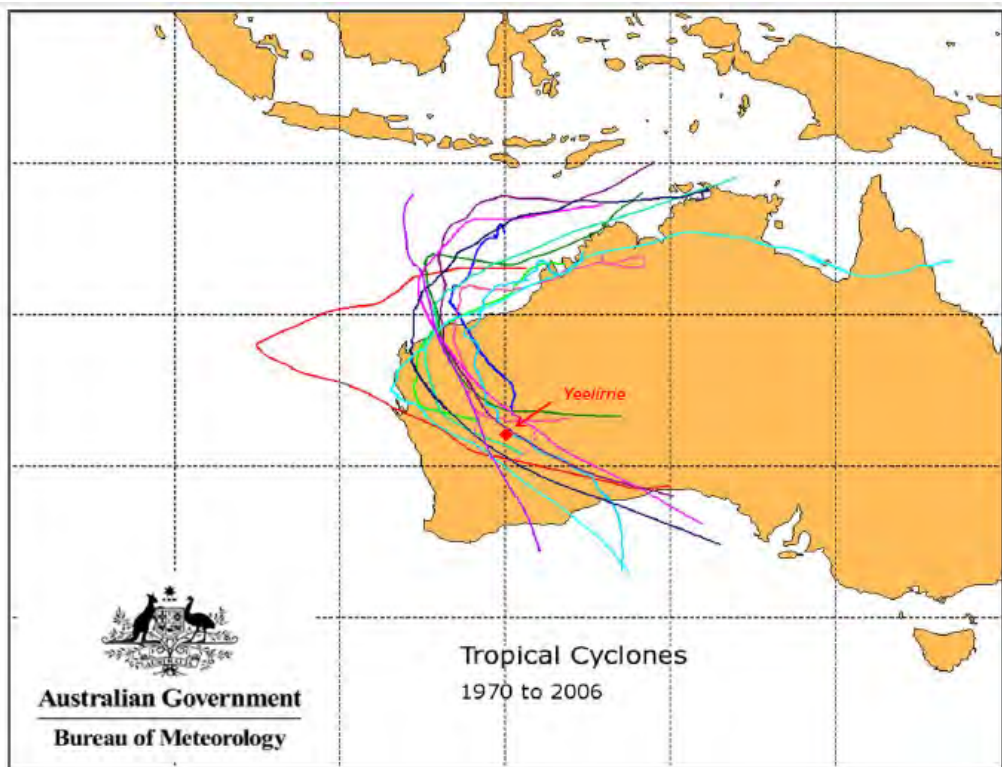 Yeelirrie
Tropical Cyclones
1970 to 2006
Australian Government
Bureau of Meteorology